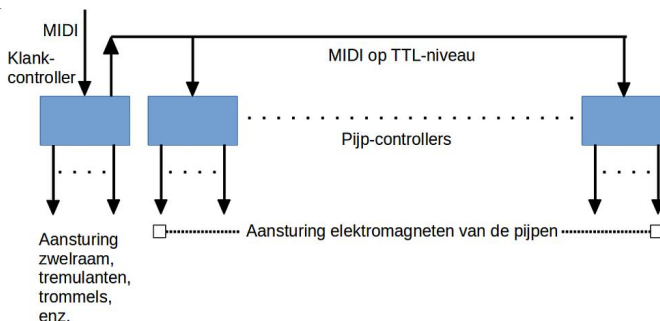 MIDI
Klank-
controller
MIDI op TTL-niveau
Pijp-controllers
Aansturing
zwelraam,
tremulanten,
trommels,
enz.
Aansturing elektromagneten van de pijpen